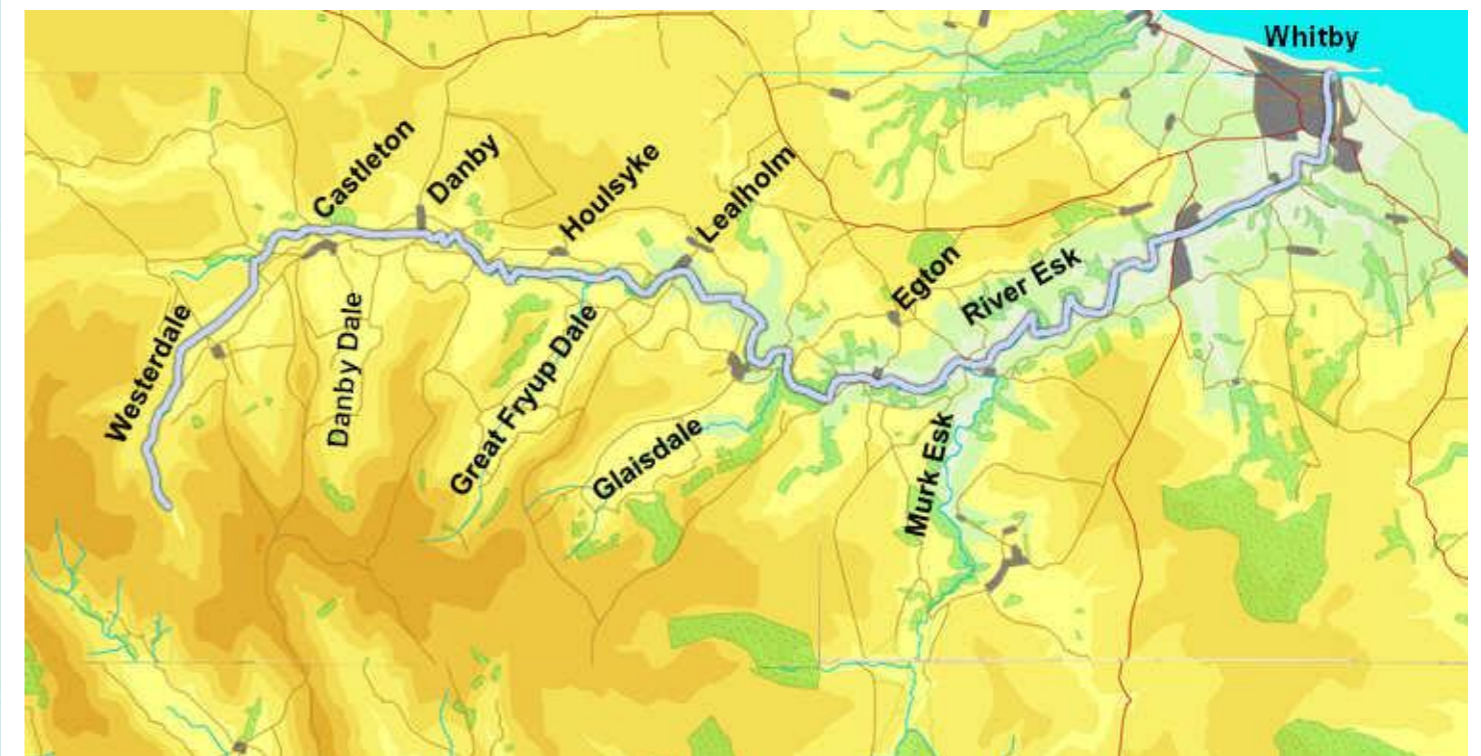 Whitby
Castleton
Danby
Houlsyke
Lealholm
Egton
River Esk
Westerdale
Danby Dale
Great Fryup Dale
Glaisdale
Murk Esk